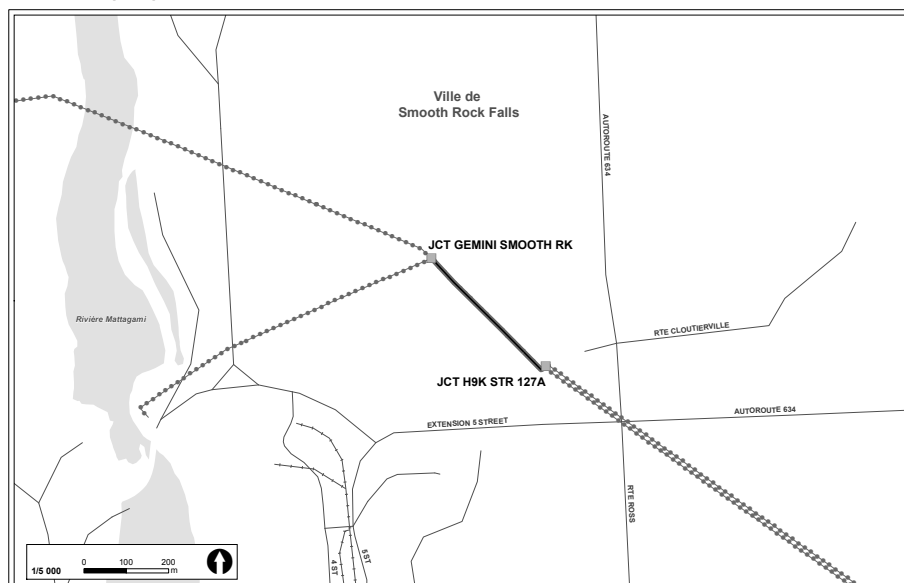 Ville de
Smooth Rock Falls
AUTOROUTE 634
JCT GEMINI SMOOTH RK
Rivière Mattagami
RTE CLOUTIERVILLE
JCT H9K STR 127A
AUTOROUTE 634
EXTENSION 5 STREET
RTE ROSS
4 ST
5 ST
1/5 000
0 100 200
m